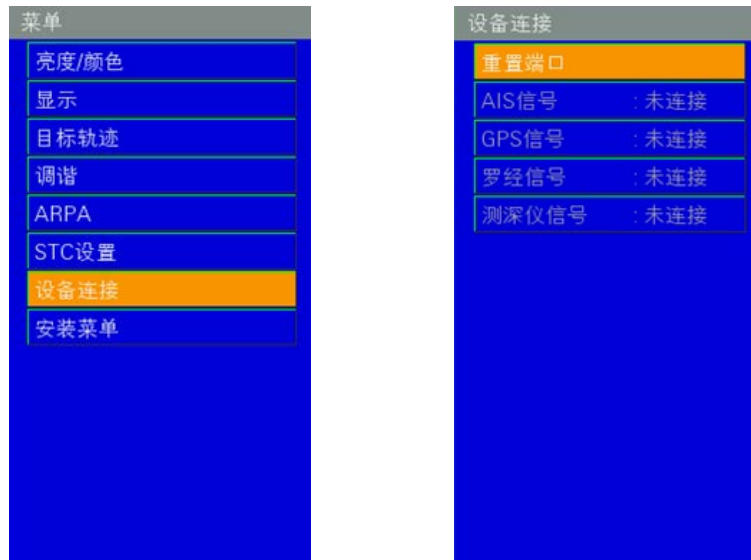 菜单
亮度/颜色
显示
目标轨迹
调谐
ARPA
STC设置
设备连接
安装菜单
设备连接
重置端口
AIS信号 : 未连接
GPS信号 : 未连接
罗经信号 : 未连接
测深仪信号 : 未连接